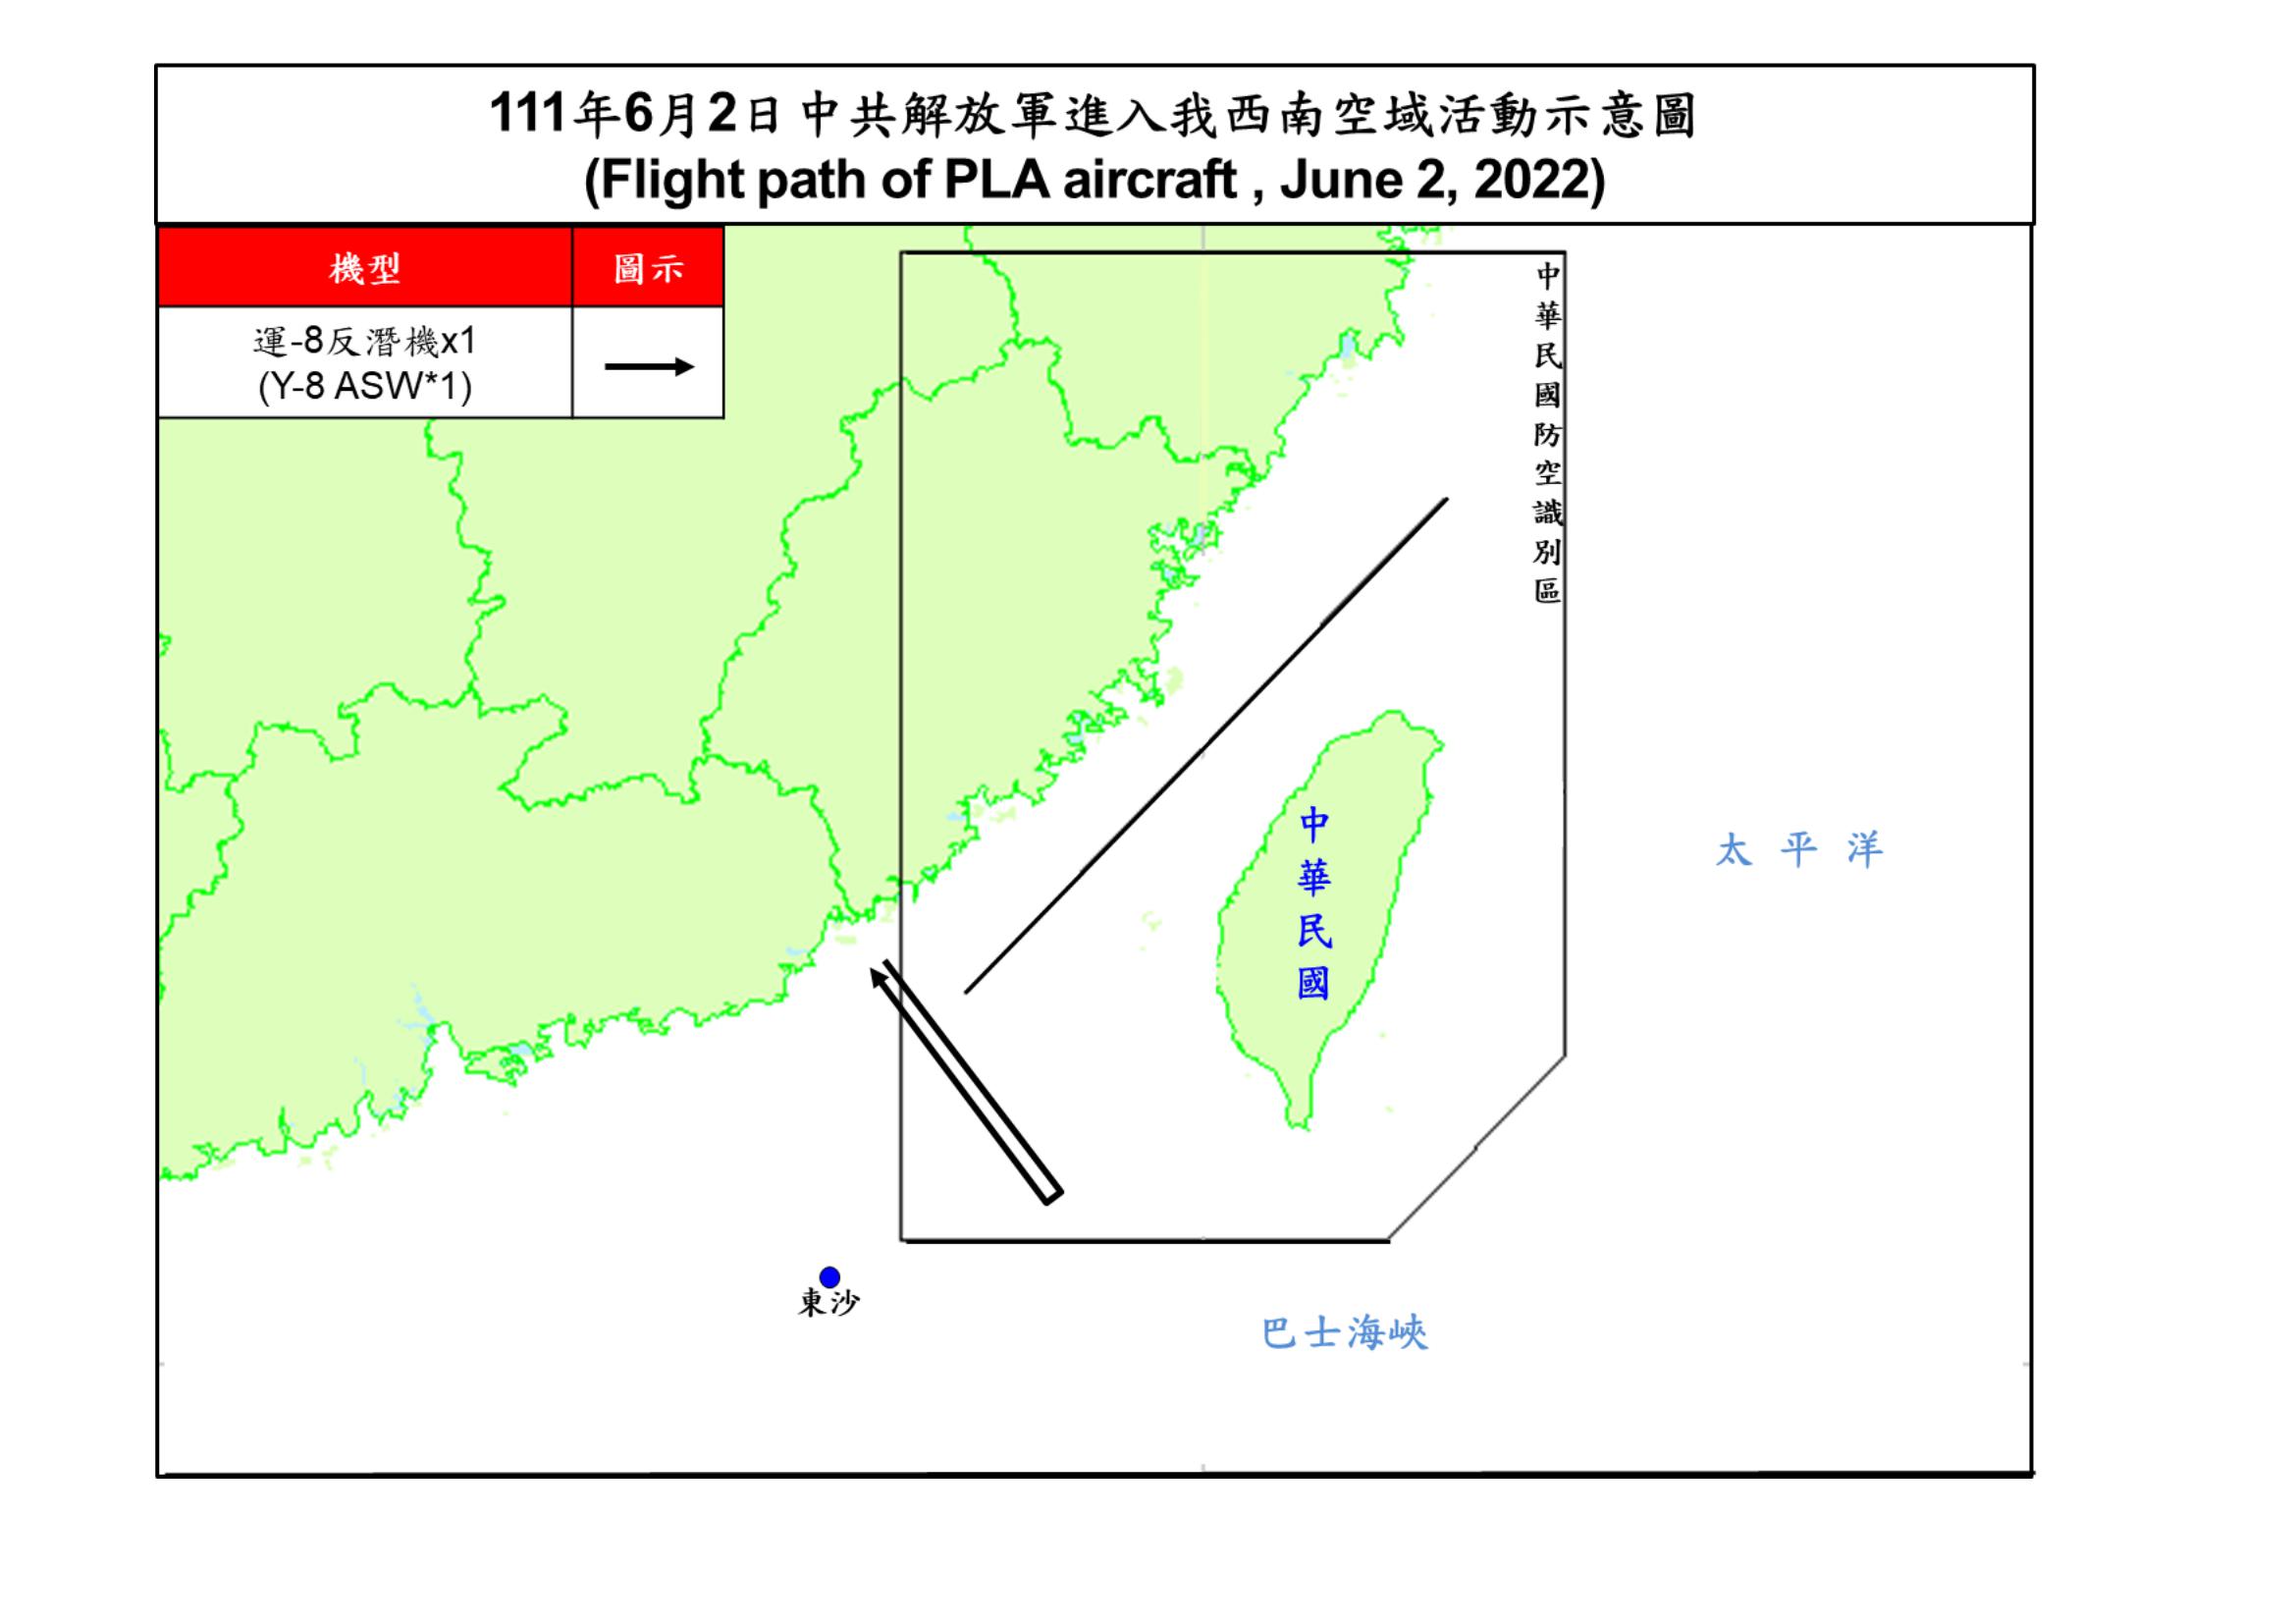 111年6月2日中共解放軍進入我西南空域活動示意圖
(Flight path of PLA aircraft , June 2, 2022)
機型
圖示
運-8反潛機x1
(Y-8 ASW*1)
中華民國防空識別區
中華民國
太平洋
東沙
巴士海峽